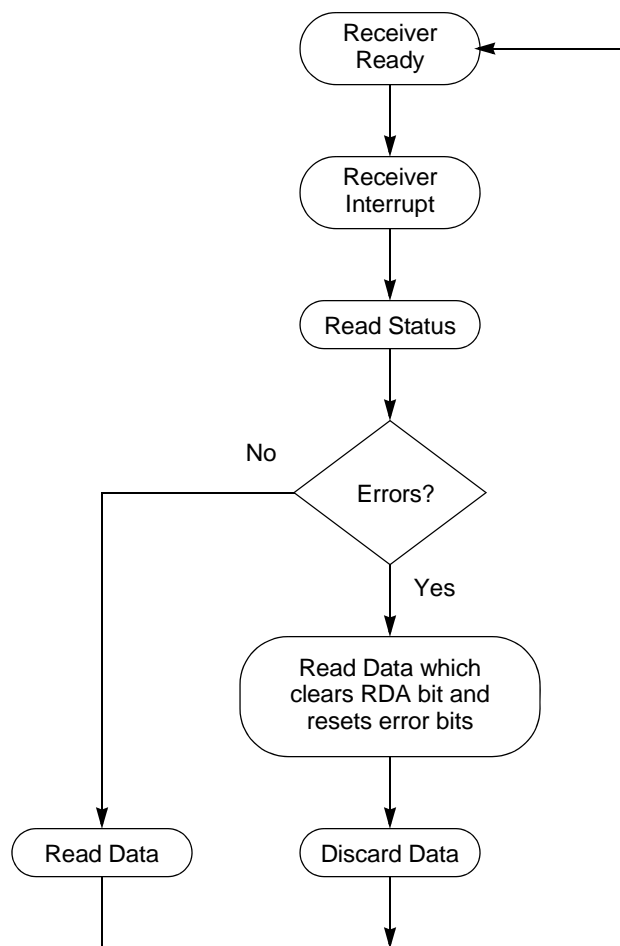 Receiver
Ready
Receiver
Interrupt
Read Status
No
Errors?
Yes
Read Data which
clears RDA bit and
resets error bits
Read Data
Discard Data